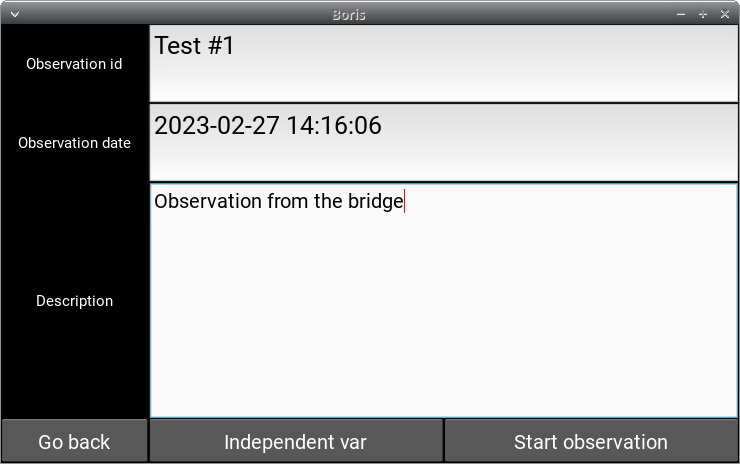 Boris
Observation id
Test #1
Observation date
2023-02-27 14:16:06
Description
Observation from the bridge
Go back
Independent var
Start observation